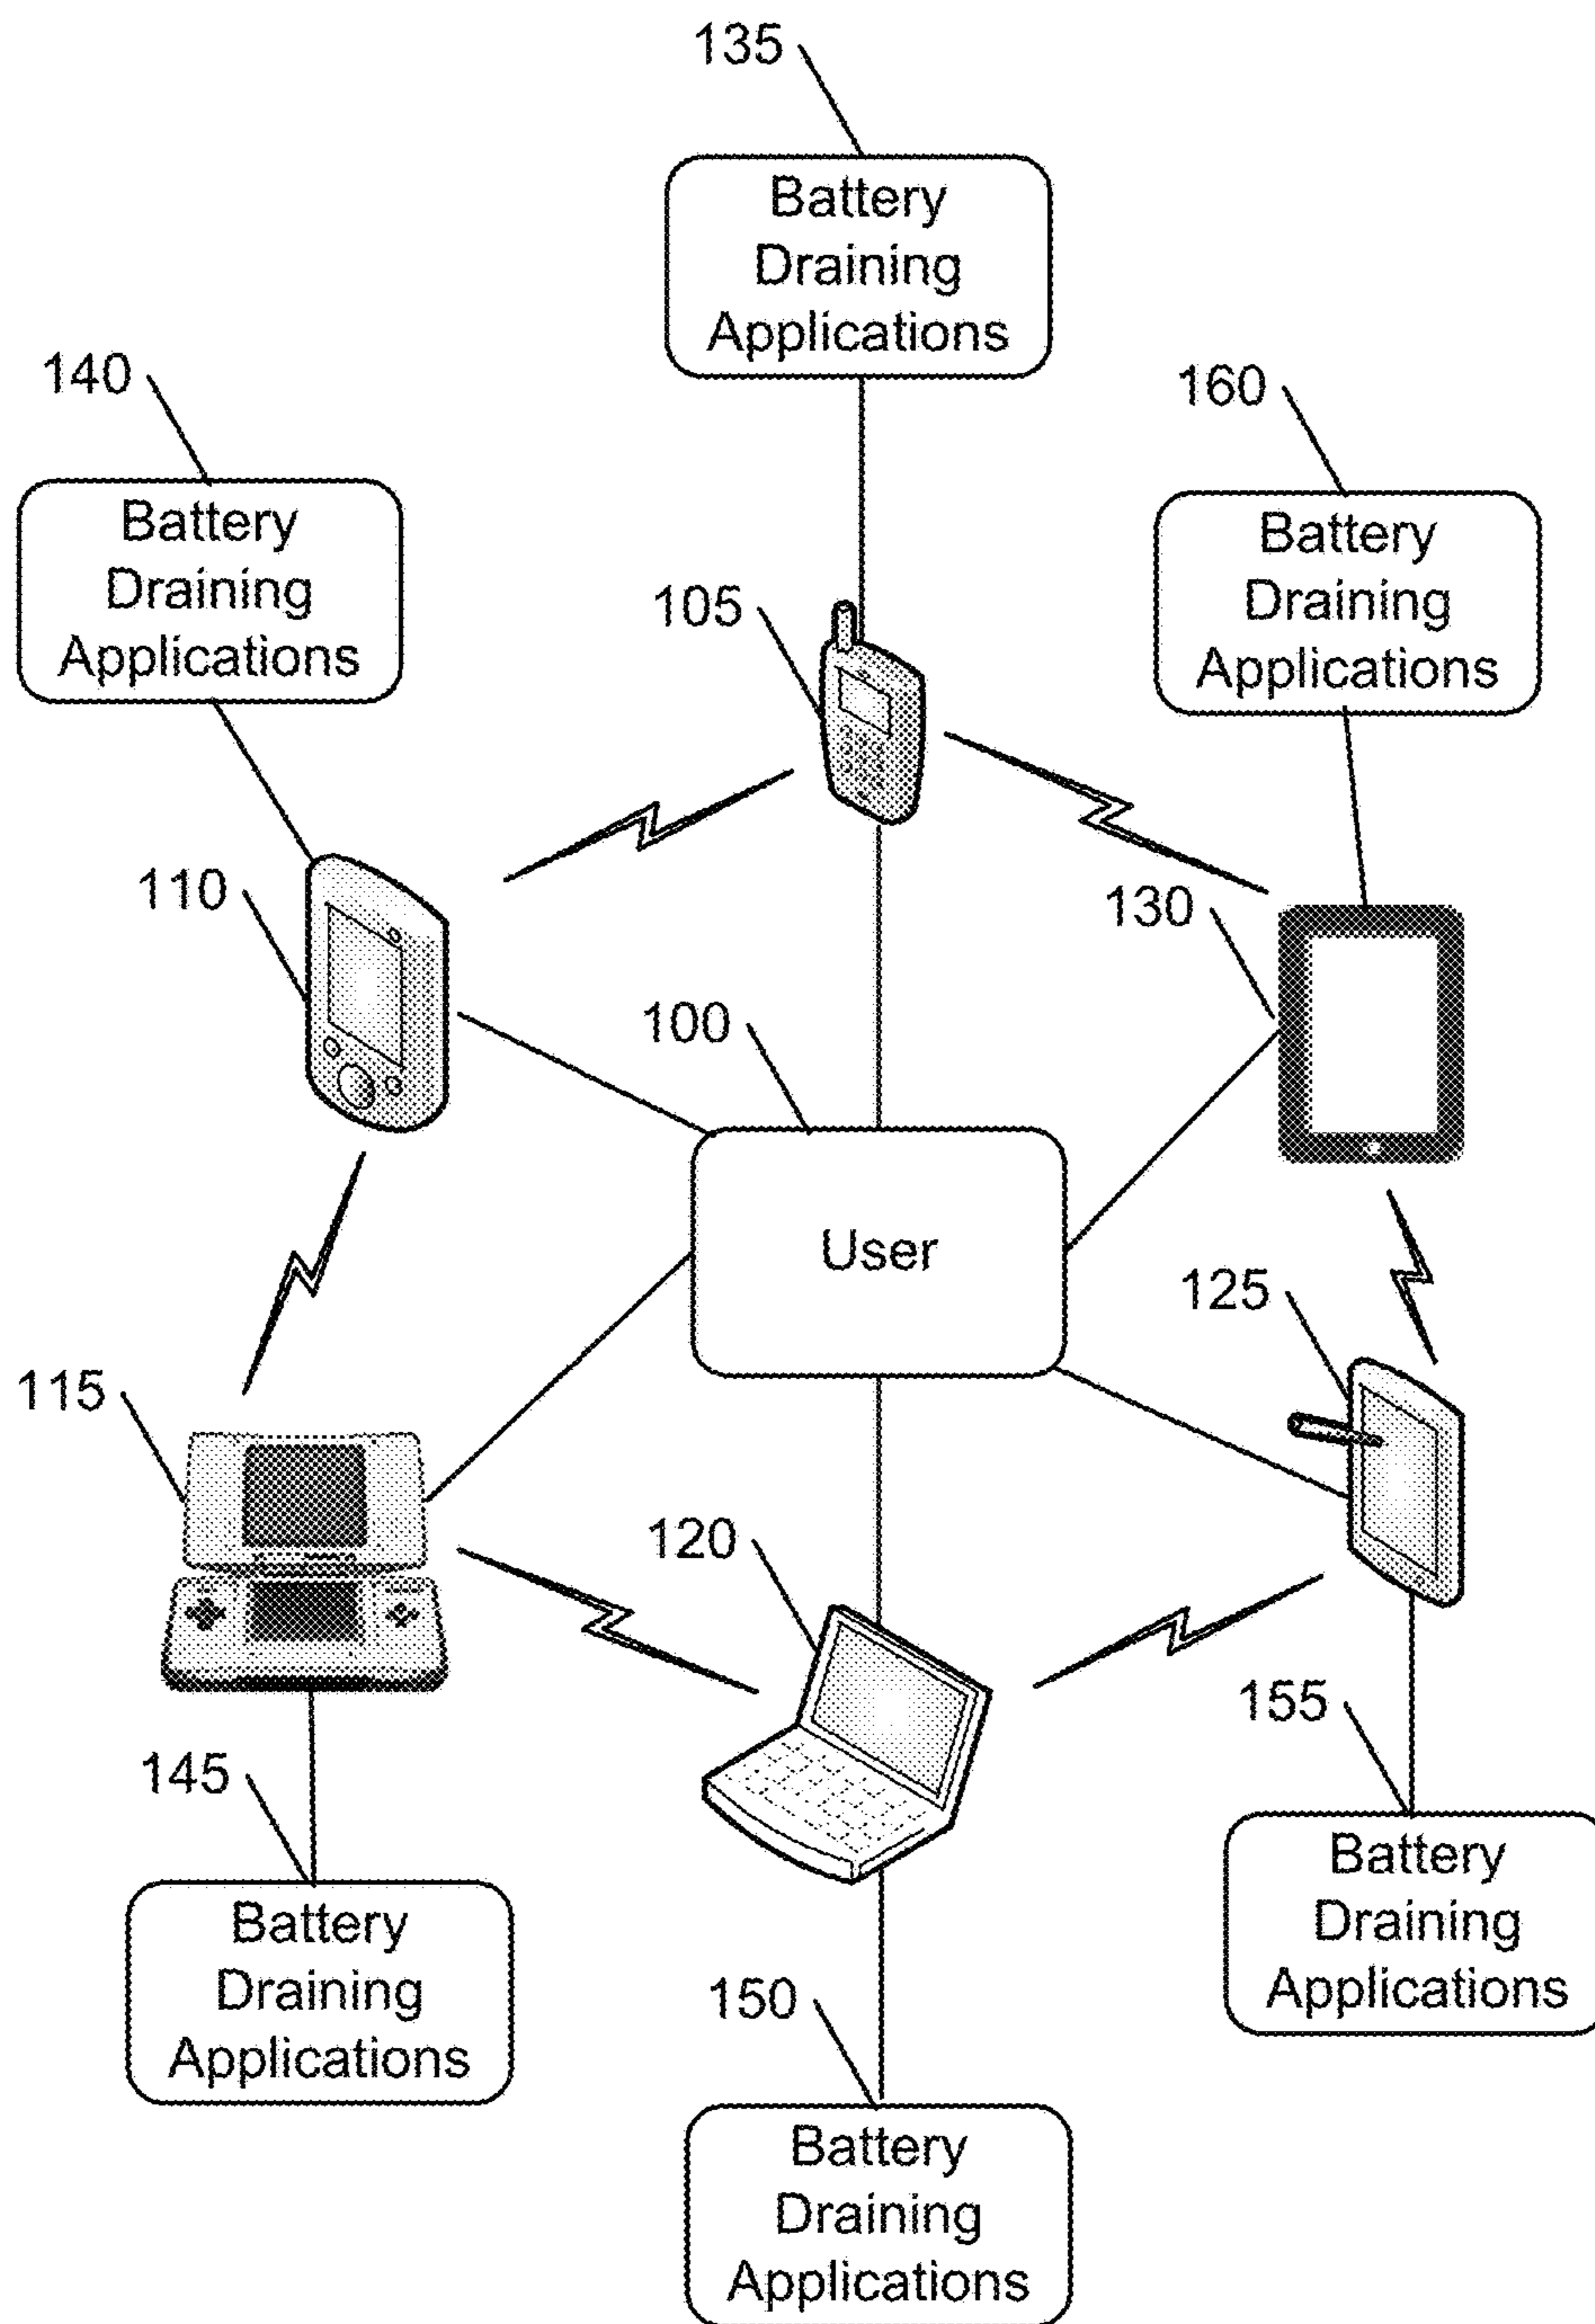 135
Battery
Draining
Applications
140
160
Battery
Draining
Applications
Battery
Draining
Applications
105
110
130
100
User
125
115
120
155
145
Battery
Draining
Applications
Battery
Draining
Applications
150
Battery
Draining
Applications